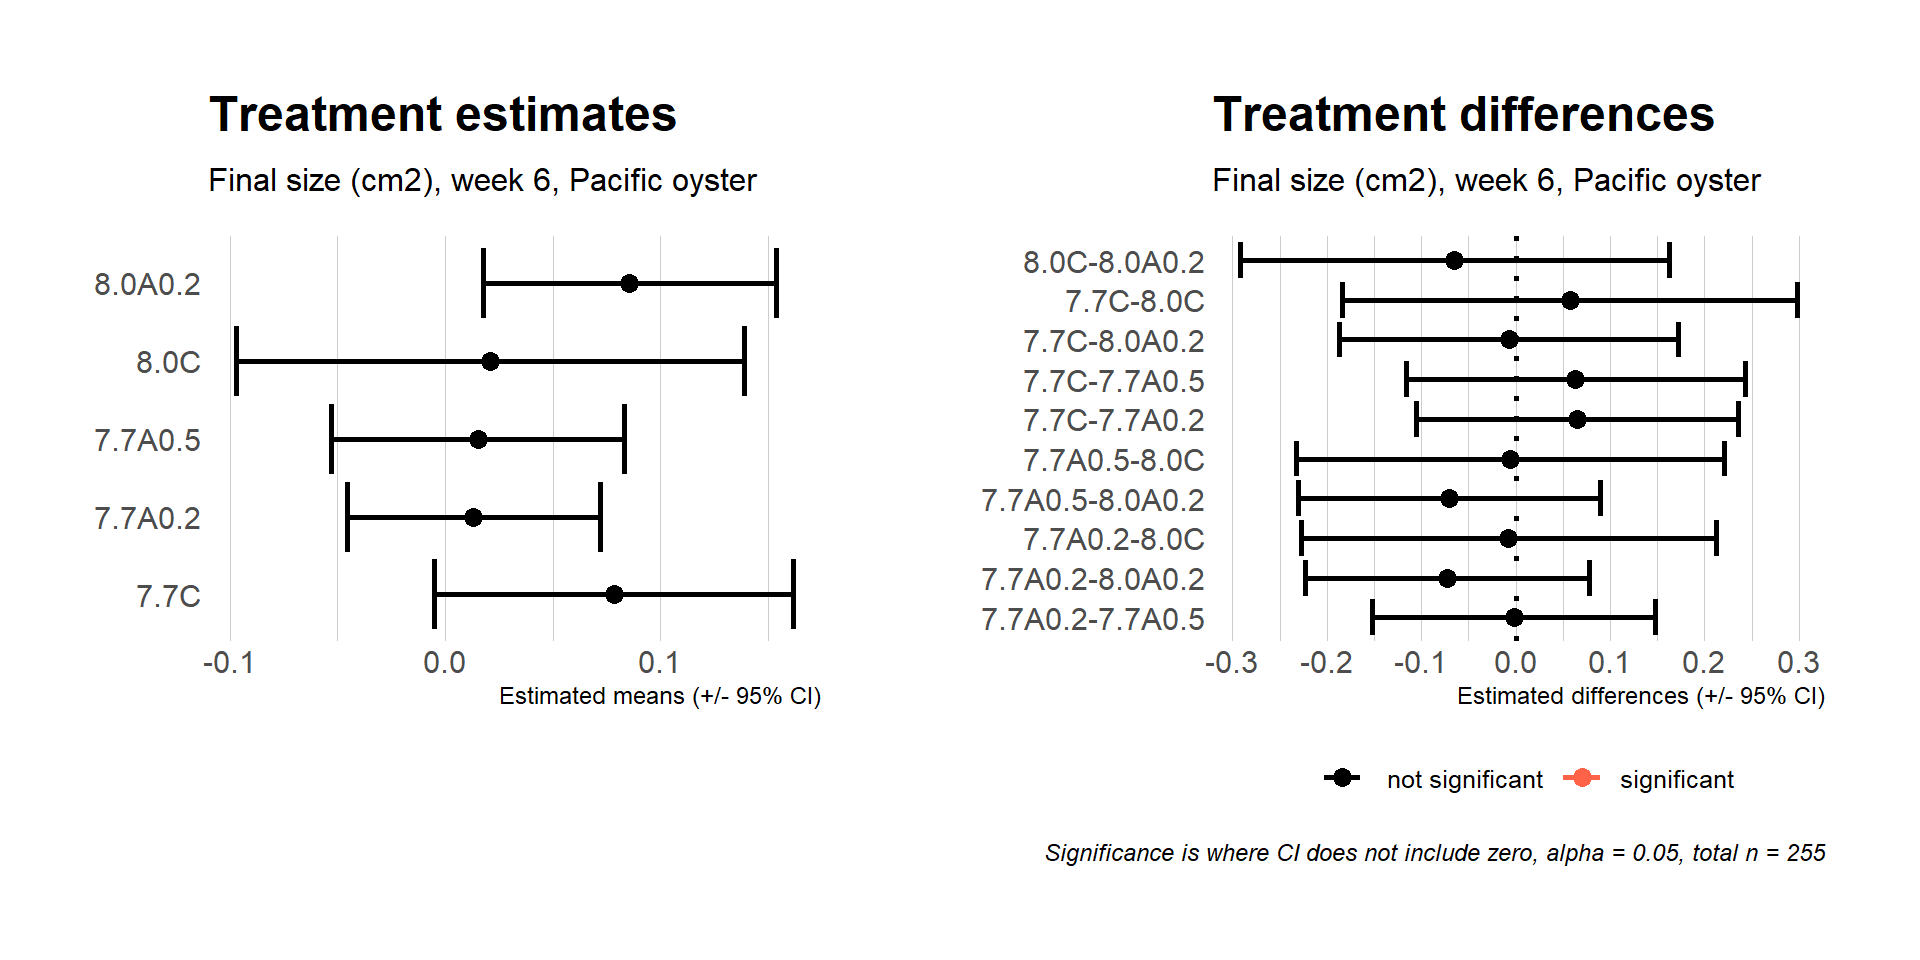 Treatment estimates
Final size (cm2), week 6, Pacific oyster
8.0A0.2
8.0C
7.7A0.5
7.7A0.2
7.7C
-0.1 0.0 0.1
Estimated means (+/- 95% CI)
Treatment differences
Final size (cm2), week 6, Pacific oyster
8.0C-8.0A0.2
7.7C-8.0C
7.7C-8.0A0.2
7.7C-7.7A0.5
7.7C-7.7A0.2
7.7A0.5-8.0C
7.7A0.5-8.0A0.2
7.7A0.2-8.0C
7.7A0.2-8.0A0.2
7.7A0.2-7.7A0.5
-0.3 -0.2 -0.1 0.0 0.1 0.2 0.3
Estimated differences (+/- 95% CI)
not significant significant
Significance is where CI does not include zero, alpha = 0.05, total n = 255